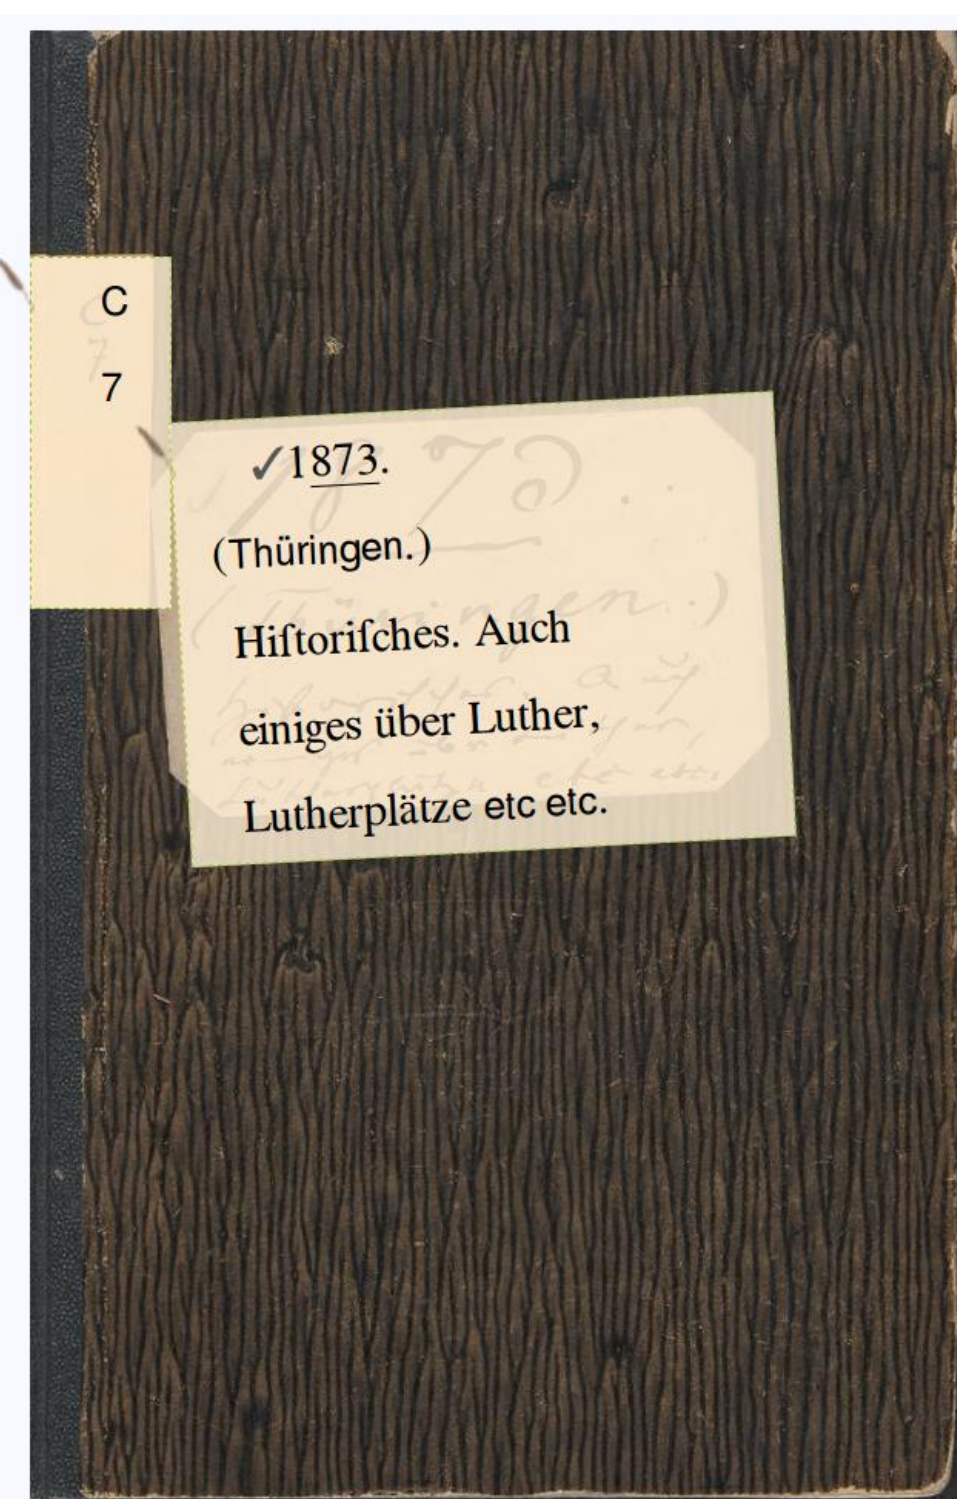 C
7
✓1873.
(Thüringen.)
Hiſtoriſches. Auch
einiges über Luther,
Lutherplätze etc etc.